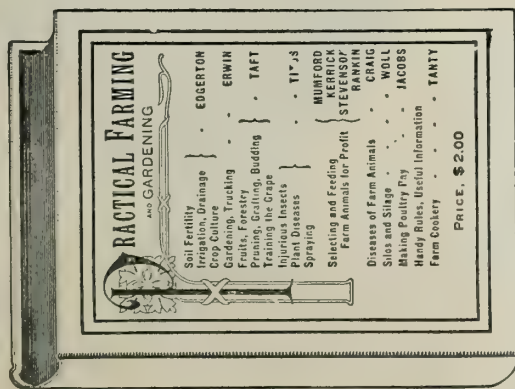 PRACTICAL FARMING
AND GARDENING
Soil Fertility
Irrigation, Drainage } . EDGERTON
Crop Culture
Gardening, Trucking . . ERWIN
Fruits, Forestry
Pruning, Grafting, Budding } . TAFT
Training the Grape
Injurious Insects
Plant Diseases } . . TITUS
Spraying
Selecting and Feeding
Farm Animals for Profit { MUMFORD
KERRICK
STEVENSON
RANKIN
Diseases of Farm Animals . CRAIG
Silos and Silage . . . . WOLL
Making Poultry Pay . . JACOBS
Handy Rules, Useful Information
Farm Cookery . . . . TANTY
PRICE, $2.00